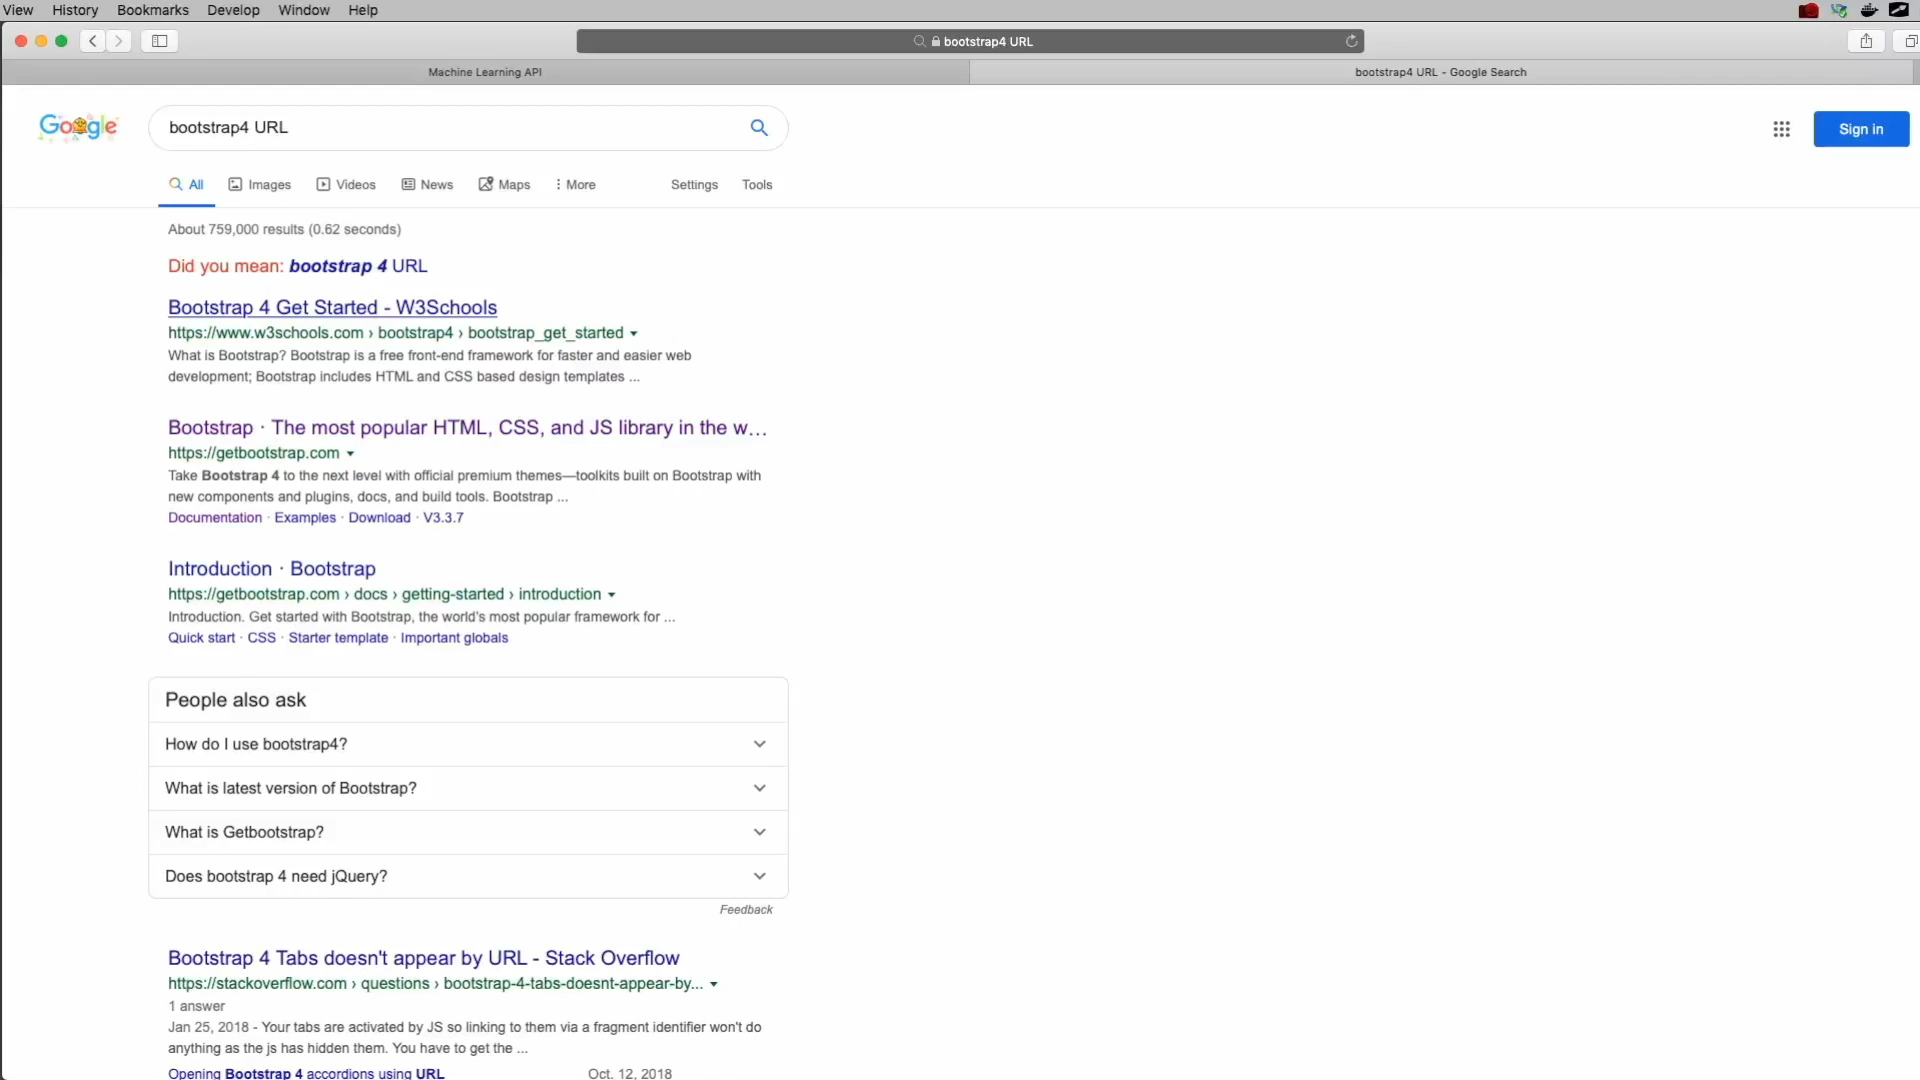 View History Bookmarks Develop Window Help
bootstrap4 URL
Machine Learning API
bootstrap4 URL - Google Search
Google
bootstrap4 URL
Sign in
All Images Videos News Maps More Settings Tools
About 759,000 results (0.62 seconds)
Did you mean: bootstrap 4 URL
Bootstrap 4 Get Started - W3Schools
https://www.w3schools.com › bootstrap4 › bootstrap_get_started
What is Bootstrap? Bootstrap is a free front-end framework for faster and easier web
development; Bootstrap includes HTML and CSS based design templates ...
Bootstrap · The most popular HTML, CSS, and JS library in the w...
https://getbootstrap.com
Take Bootstrap 4 to the next level with official premium themes—toolkits built on Bootstrap with
new components and plugins, docs, and build tools. Bootstrap ...
Documentation · Examples · Download · V3.3.7
Introduction · Bootstrap
https://getbootstrap.com › docs › getting-started › introduction
Introduction. Get started with Bootstrap, the world's most popular framework for ...
Quick start · CSS · Starter template · Important globals
People also ask
How do I use bootstrap4?
What is latest version of Bootstrap?
What is Getbootstrap?
Does bootstrap 4 need jQuery?
Feedback
Bootstrap 4 Tabs doesn't appear by URL - Stack Overflow
https://stackoverflow.com › questions › bootstrap-4-tabs-doesnt-appear-by...
1 answer
Jan 25, 2018 - Your tabs are activated by JS so linking to them via a fragment identifier won't do
anything as the js has hidden them. You have to get the ...
Opening Bootstrap 4 accordions using URL Oct. 12, 2018